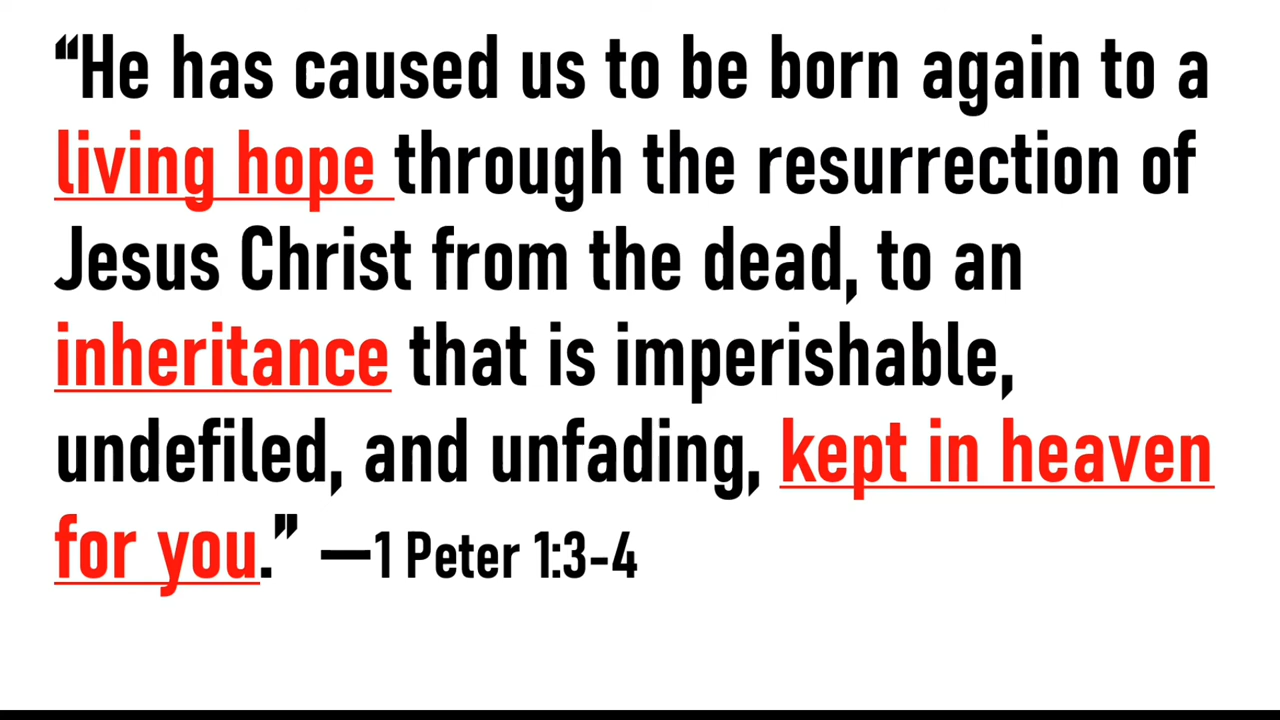 “He has caused us to be born again to a
living hope through the resurrection of
Jesus Christ from the dead, to an
inheritance that is imperishable,
undefiled, and unfading, kept in heaven
for you.” —1 Peter 1:3-4